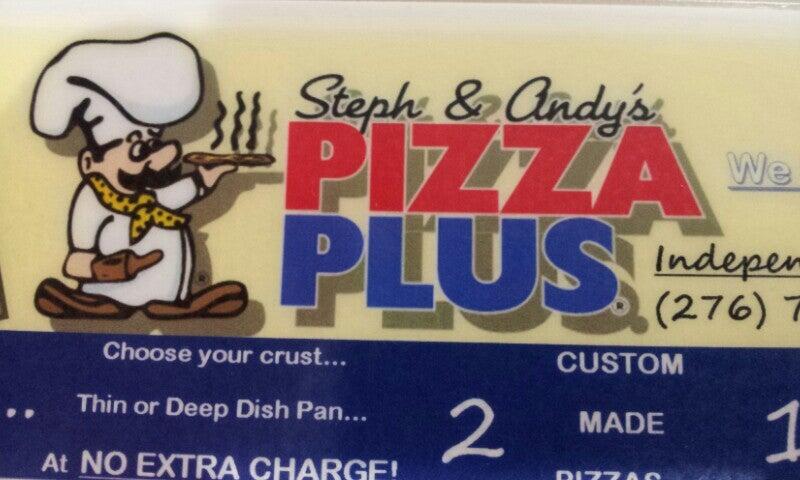 Steph & Andy's
PIZZA
PLUS®
We
Indepen
(276) 7
Choose your crust...
.. Thin or Deep Dish Pan...
At NO EXTRA CHARGE!
2
CUSTOM
MADE
PIZZAS
1